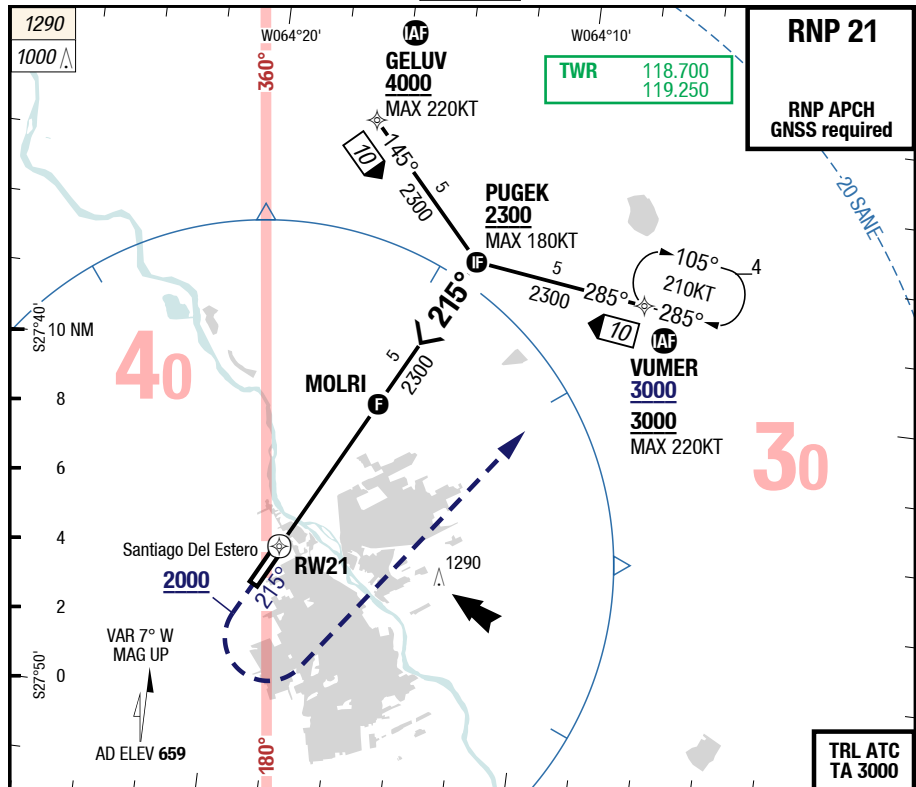 1290
1000
W064°20'
W064°10'
IAF
GELUV
4000
MAX 220KT
TWR 118.700
119.250
RNP 21
RNP APCH
GNSS required
360°
10
145°
5
2300
PUGEK
2300
MAX 180KT
IF
20 SANE
5
2300
285°
10
105°
4
210KT
285°
IAF
VUMER
3000
3000
MAX 220KT
215°
5
2300
S27°40'
10 NM
8
6
4
2
0
40
30
MOLRI
F
Santiago Del Estero
RW21
2000
215°
1290
VAR 7° W
MAG UP
S27°50'
AD ELEV 659
180°
TRL ATC
TA 3000